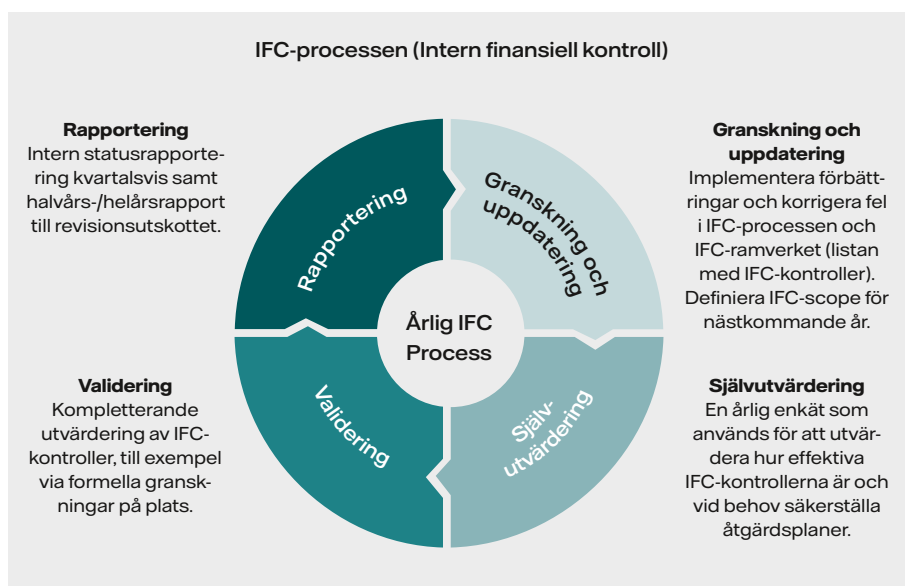 IFC-processen (Intern finansiell kontroll)
Rapportering
Intern statusrapporte-
ring kvartalsvis samt
halvårs-/helårsrapport
till revisionsutskottet.
Granskning och
uppdatering
Implementera förbätt-
ringar och korrigera fel
i IFC-processen och
IFC-ramverket (listan
med IFC-kontroller).
Definiera IFC-scope för
nästkommande år.
Rapportering
Granskning och
uppdatering
Årlig IFC
Process
Validering
Själv-
utvärdering
Validering
Kompletterande
utvärdering av IFC-
kontroller, till exempel
via formella gransk-
ningar på plats.
Självutvärdering
En årlig enkät som
används för att utvär-
dera hur effektiva
IFC-kontrollerna är och
vid behov säkerställa
åtgärdsplaner.